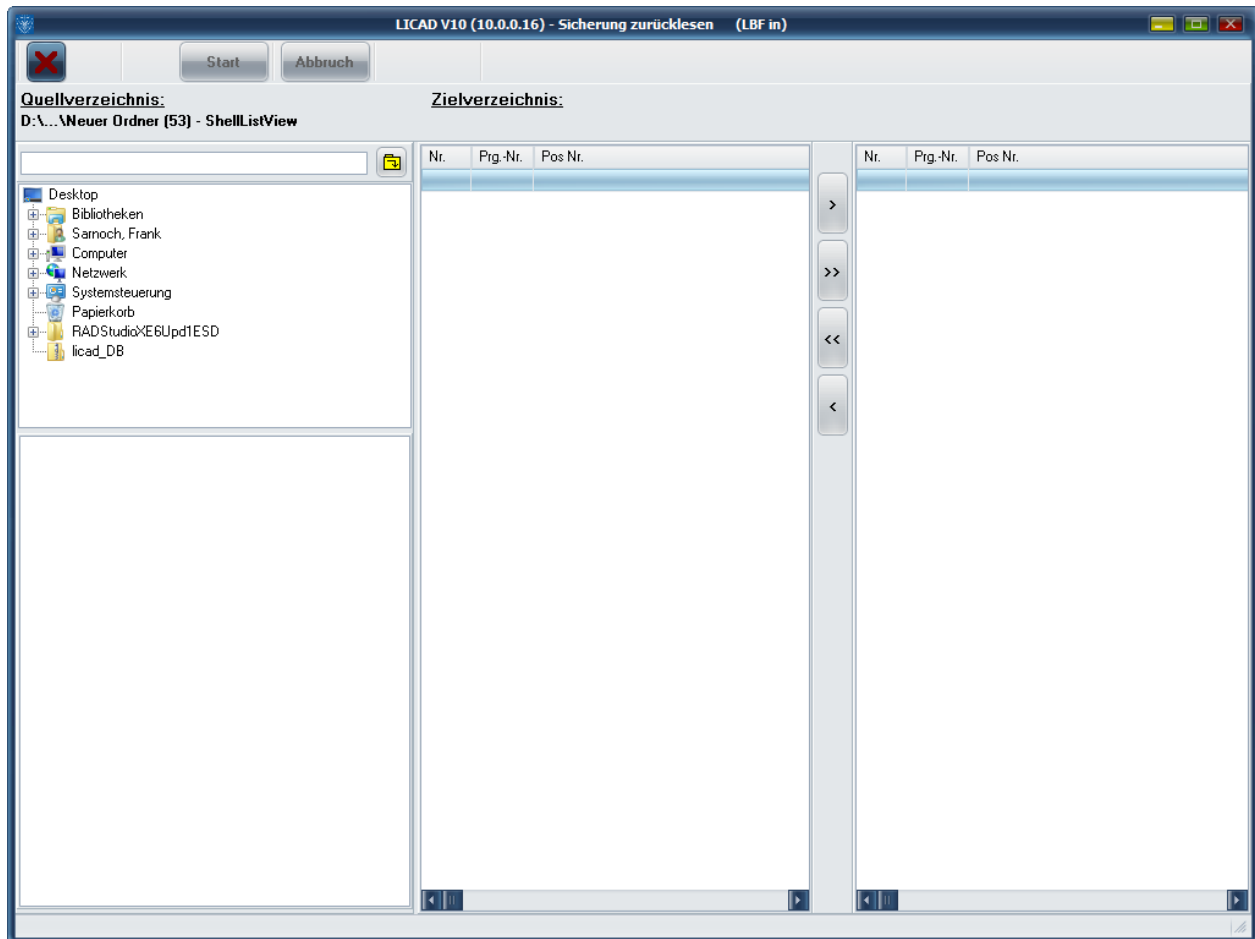 LICAD V10 (10.0.0.16) - Sicherung zurücklesen (LBF in)
Start Abbruch
Quellverzeichnis: Zielverzeichnis:
D:\...\Neuer Ordner (53) - ShellListView
Nr. Prg.-Nr. Pos Nr. Nr. Prg.-Nr. Pos Nr.
Desktop
Bibliotheken
Sarnoch, Frank
Computer
Netzwerk
Systemsteuerung
Papierkorb
RADStudioXE6Upd1ESD
licad_DB
>
>>
<<
<